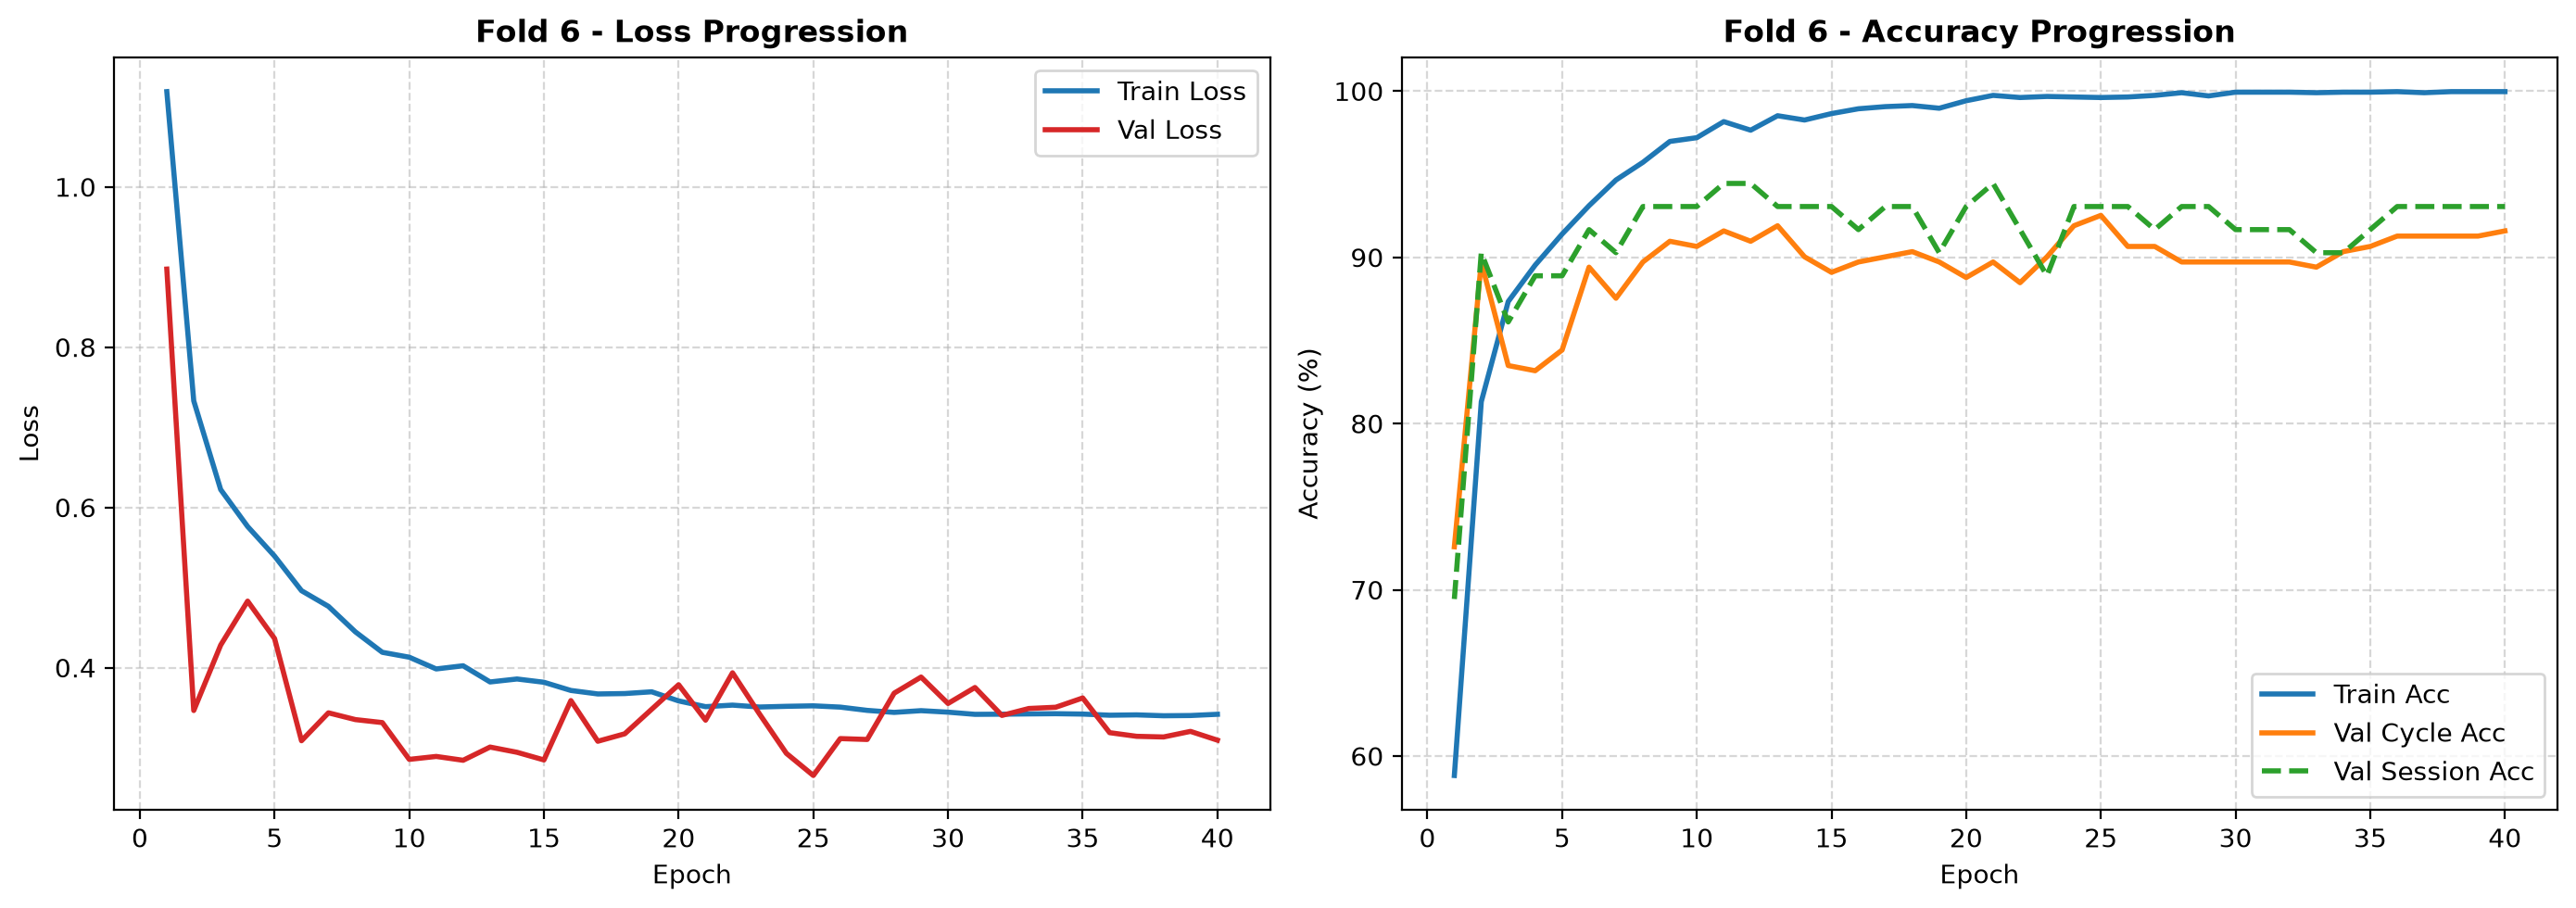 Fold 6 - Loss Progression
Train Loss
Val Loss
1.0
0.8
0.6
0.4
Loss
0 5 10 15 20 25 30 35 40
Epoch
Fold 6 - Accuracy Progression
100
90
80
70
60
Accuracy (%)
Train Acc
Val Cycle Acc
Val Session Acc
0 5 10 15 20 25 30 35 40
Epoch